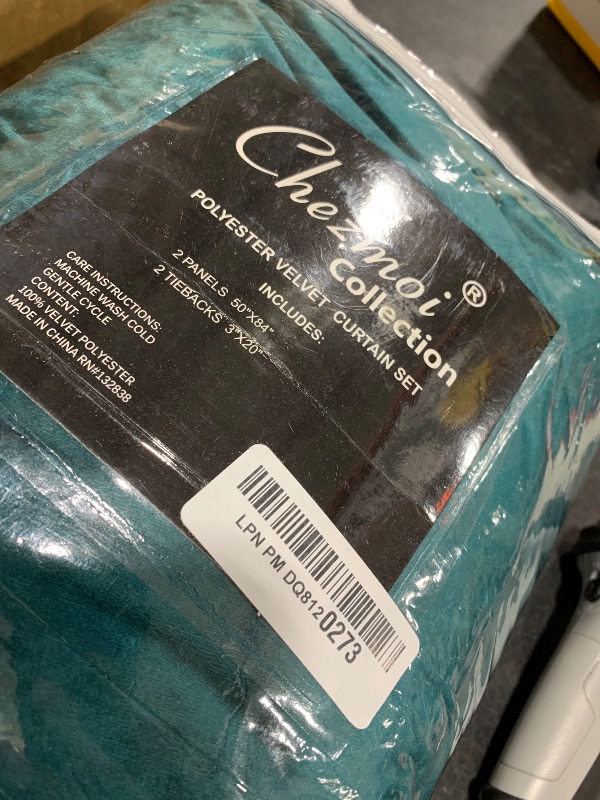 Chezmoi®
Collection
POLYESTER VELVET CURTAIN SET
INCLUDES:
2 PANELS 50"X84"
2 TIEBACKS 3"X20"
CARE INSTRUCTIONS:
MACHINE WASH COLD
GENTLE CYCLE
CONTENT:
100% VELVET POLYESTER
MADE IN CHINA RN#132838
LPN PM DQ8120273